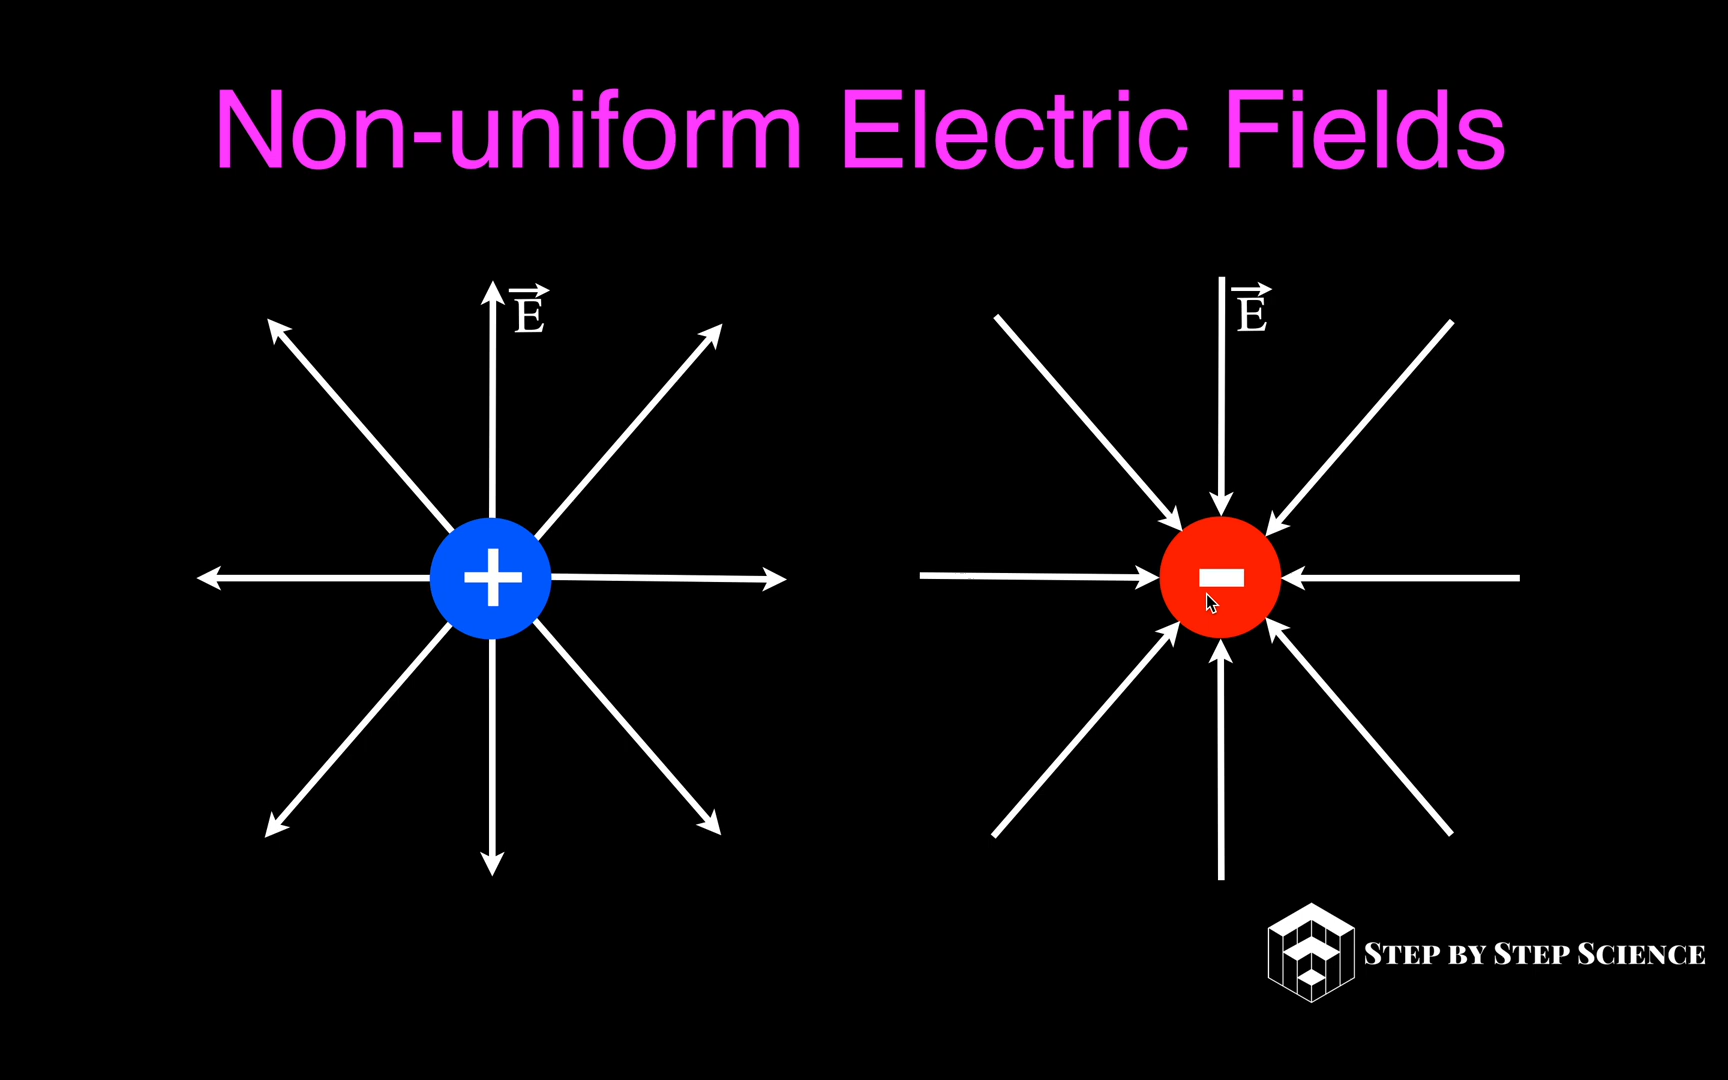 Non-uniform Electric Fields
E
E
+
-
STEP BY STEP SCIENCE